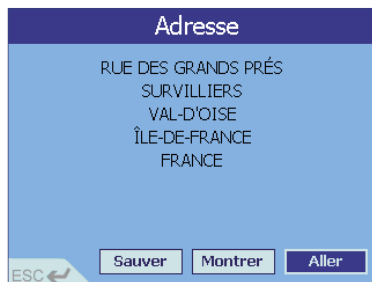 Adresse
RUE DES GRANDS PRÉS
SURVILLIERS
VAL-D'OISE
ÎLE-DE-FRANCE
FRANCE
Sauver Montrer Aller
ESC